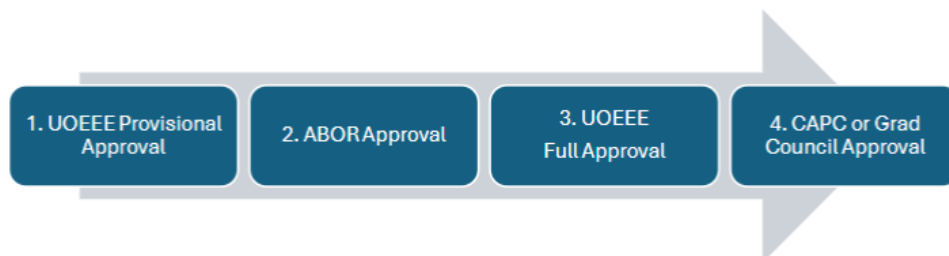 1. UOEEE Provisional
Approval
2. ABOR Approval
3. UOEEE
Full Approval
4. CAPC or Grad
Council Approval